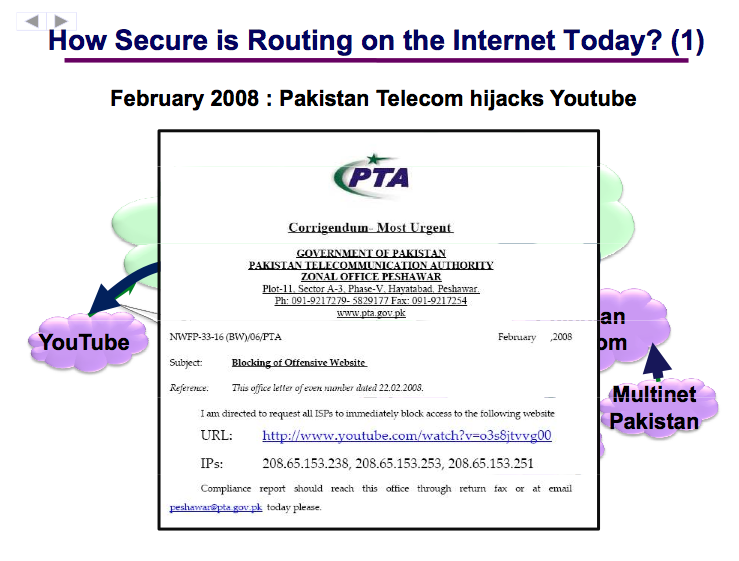 How Secure is Routing on the Internet Today? (1)
February 2008 : Pakistan Telecom hijacks Youtube
PTA
Corrigendum- Most Urgent
GOVERNMENT OF PAKISTAN
PAKISTAN TELECOMMUNICATION AUTHORITY
ZONAL OFFICE PESHAWAR
Plot-11, Sector A-3, Phase-V, Hayatabad, Peshawar.
Ph: 091-9217279- 5829177 Fax: 091-9217254
www.pta.gov.pk
NWFP-33-16 (BW)/06/PTA February ,2008
Subject: Blocking of Offensive Website
Reference: This office letter of even number dated 22.02.2008.
I am directed to request all ISPs to immediately block access to the following website
URL: http://www.youtube.com/watch?v=o3s8jtvvg00
IPs: 208.65.153.238, 208.65.153.253, 208.65.153.251
Compliance report should reach this office through return fax or at email
peshawar@pta.gov.pk today please.
YouTube
an
om
Multinet
Pakistan